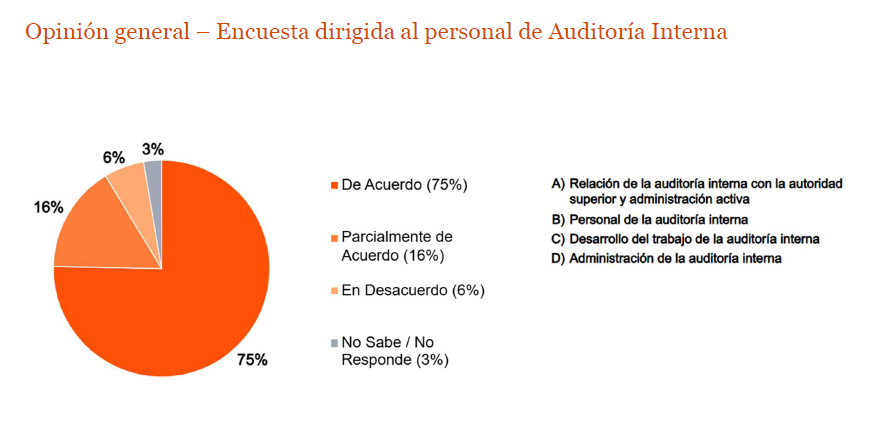 Opinión general – Encuesta dirigida al personal de Auditoría Interna
3%
6%
16%
75%
De Acuerdo (75%)
Parcialmente de
Acuerdo (16%)
En Desacuerdo (6%)
No Sabe / No
Responde (3%)
A) Relación de la auditoría interna con la autoridad
superior y administración activa
B) Personal de la auditoría interna
C) Desarrollo del trabajo de la auditoría interna
D) Administración de la auditoría interna